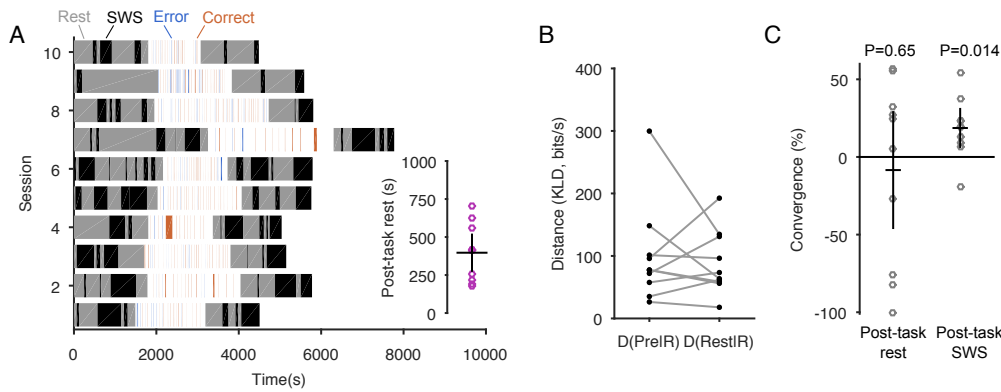 A
Rest
SWS
Error
Correct
Session
10
8
6
4
2
0
2000
4000
6000
8000
10000
Time(s)
Post-task rest (s)
1000
750
500
250
0
B
Distance (KLD, bits/s)
400
300
200
100
0
D(Pre|R)
D(Rest|R)
C
P=0.65
P=0.014
Convergence (%)
50
0
-50
-100
Post-task
rest
Post-task
SWS